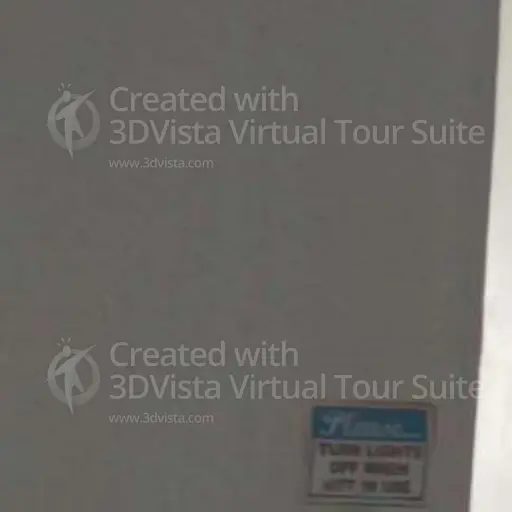 Created with
3DVista Virtual Tour Suite
www.3dvista.com
Created with
3DVista Virtual Tour Suite
www.3dvista.com
Please...
TURN LIGHTS
OFF WHEN
NOT IN USE